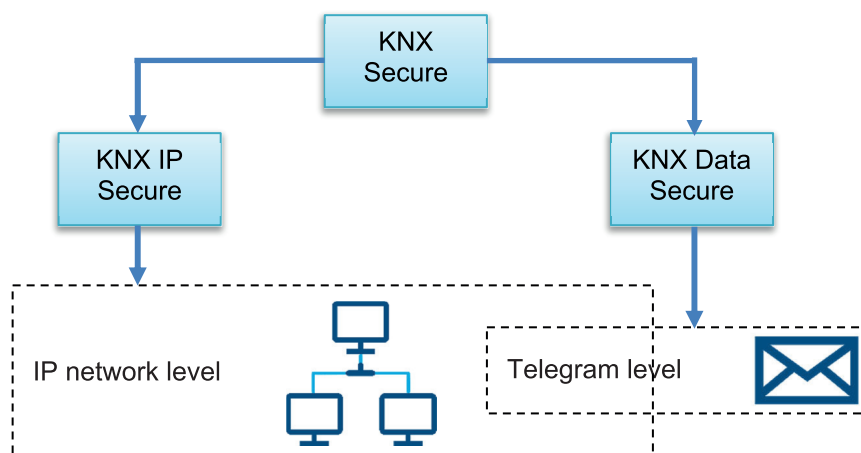 KNX
Secure
KNX IP
Secure
KNX Data
Secure
IP network level
Telegram level